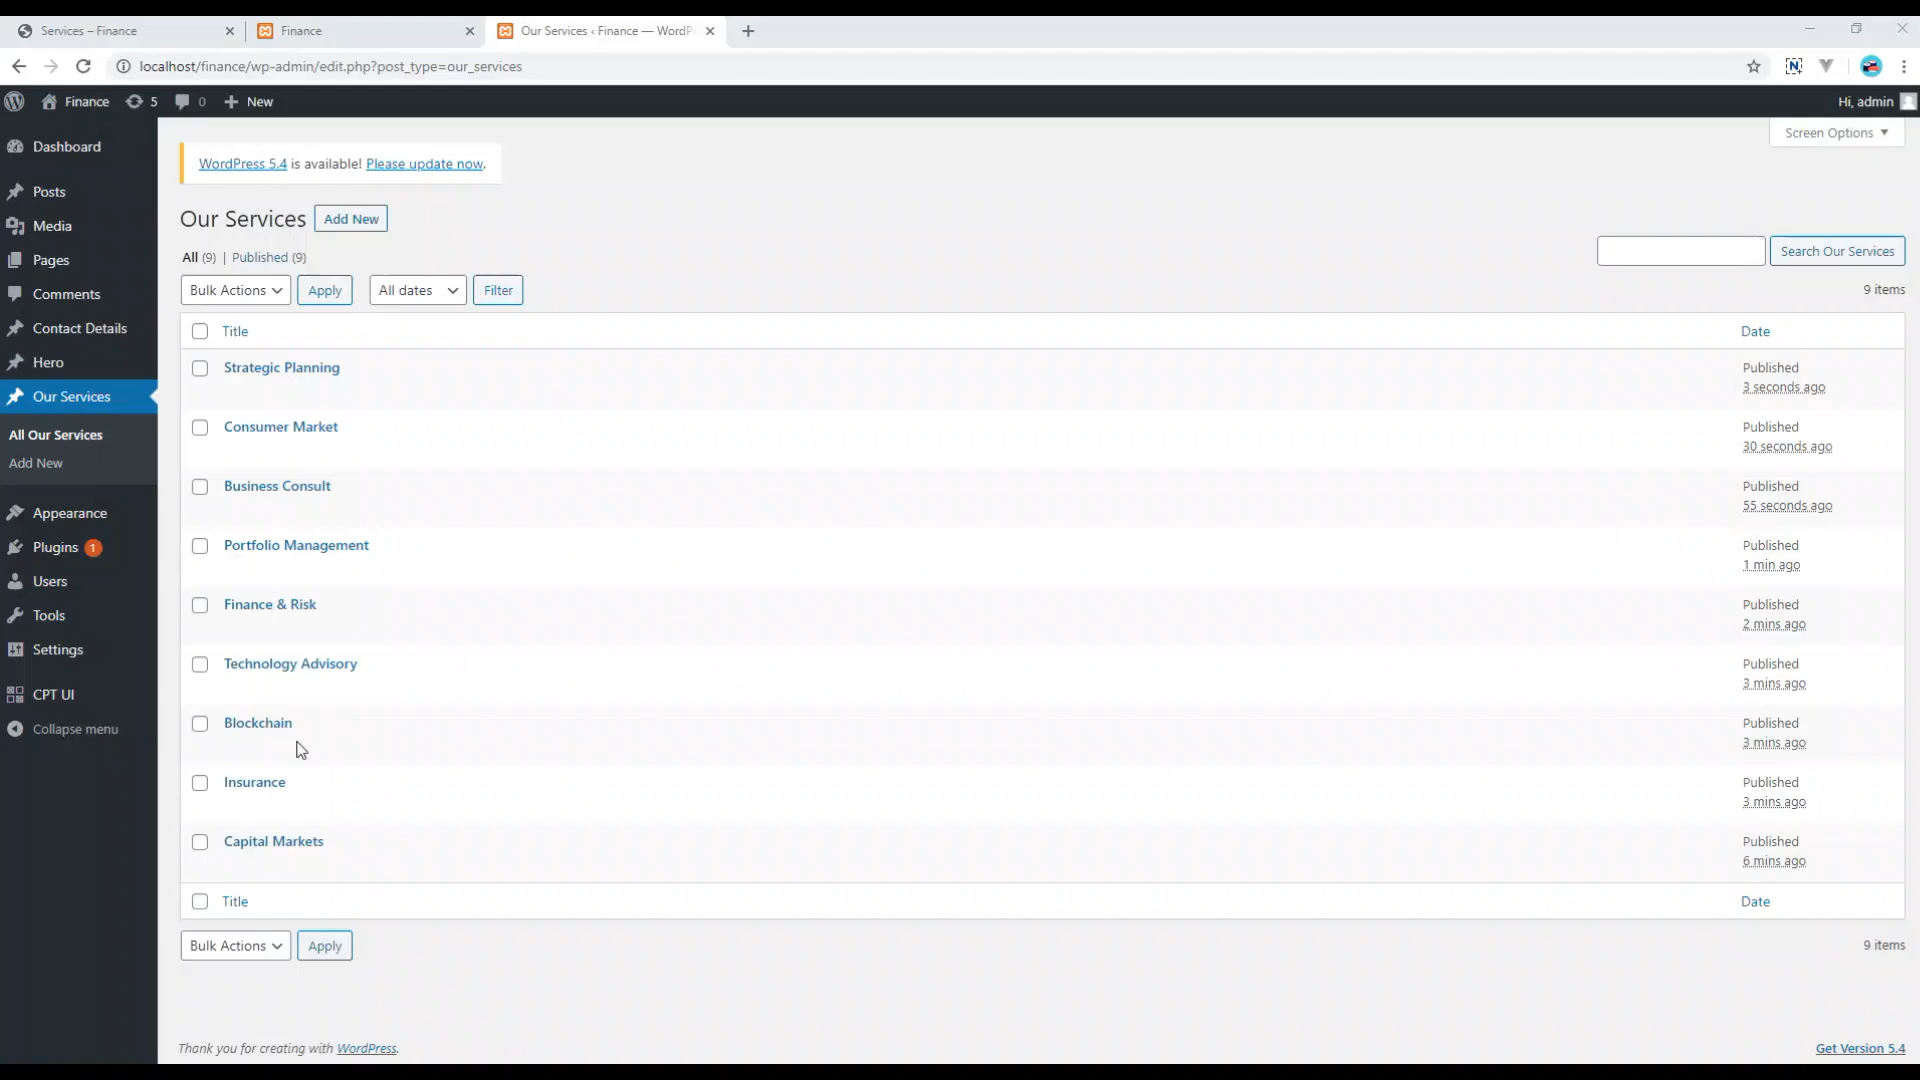 Services – Finance
Finance
Our Services ‹ Finance — WordP
localhost/finance/wp-admin/edit.php?post_type=our_services
Finance 5 0 New
Hi, admin
Screen Options
Dashboard
Posts
Media
Pages
Comments
Contact Details
Hero
Our Services
All Our Services
Add New
Appearance
Plugins 1
Users
Tools
Settings
CPT UI
Collapse menu
WordPress 5.4 is available! Please update now.
Our Services Add New
All (9) | Published (9)
Search Our Services
Bulk Actions Apply All dates Filter
9 items
Title Date
Strategic Planning Published
3 seconds ago
Consumer Market Published
30 seconds ago
Business Consult Published
55 seconds ago
Portfolio Management Published
1 min ago
Finance & Risk Published
2 mins ago
Technology Advisory Published
3 mins ago
Blockchain Published
3 mins ago
Insurance Published
3 mins ago
Capital Markets Published
6 mins ago
Title Date
Bulk Actions Apply
9 items
Thank you for creating with WordPress.
Get Version 5.4